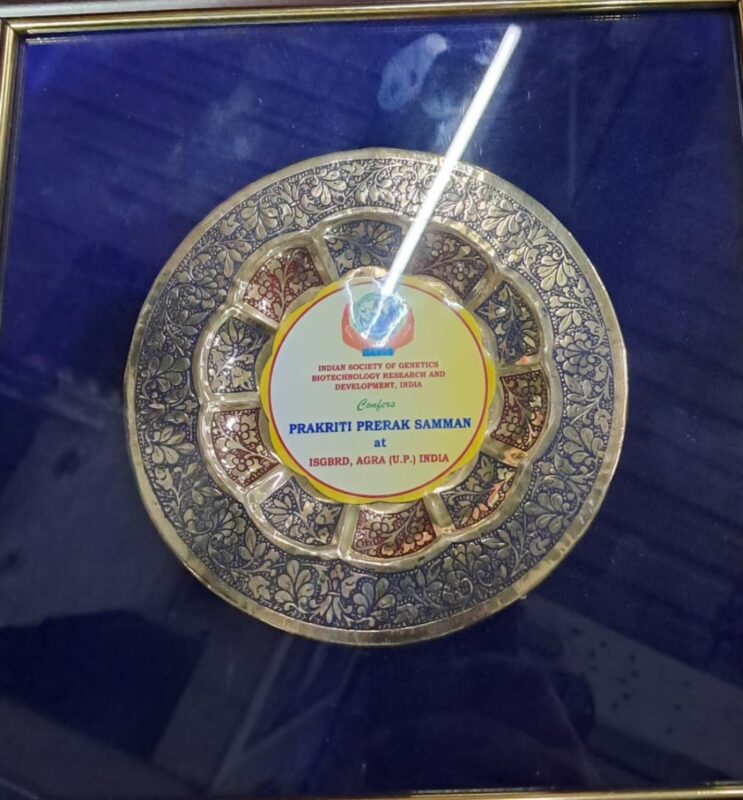 INDIAN SOCIETY OF GENETICS
BIOTECHNOLOGY RESEARCH AND
DEVELOPMENT, INDIA
Confers
PRAKRITI PRERAK SAMMAN
at
ISGBRD, AGRA (U.P.) INDIA